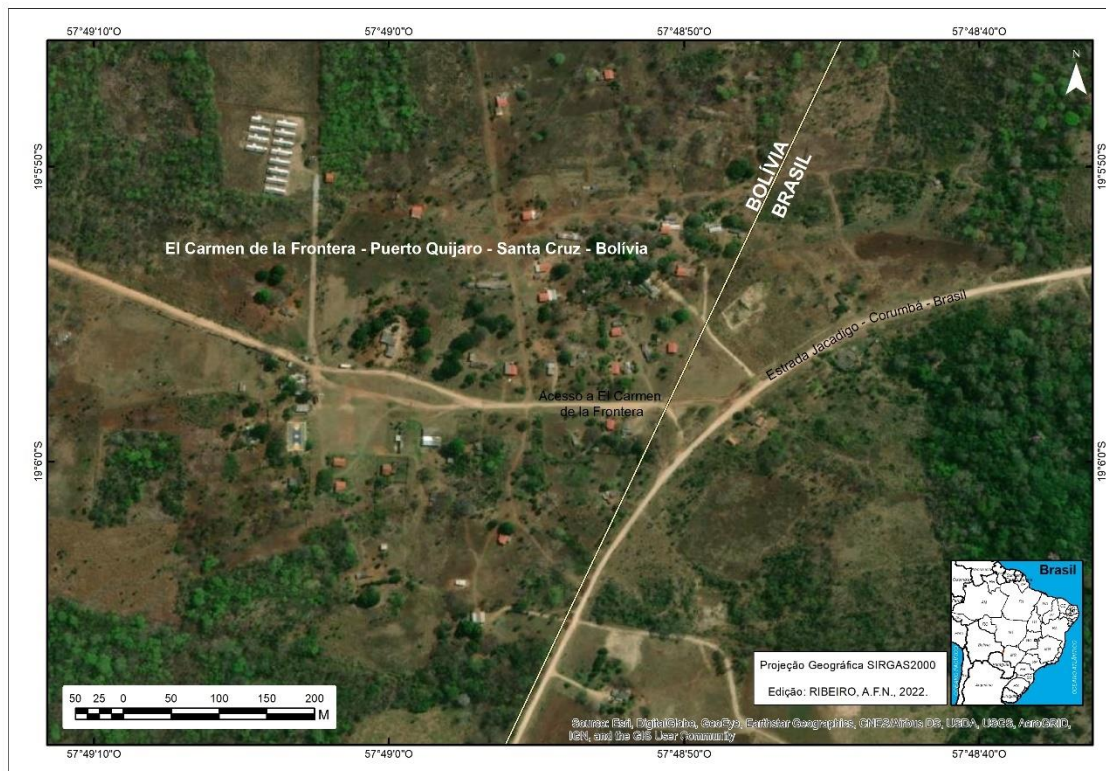 57°49'10"O
57°49'0"O
57°48'50"O
57°48'40"O
N
19°5'50"S
19°5'50"S
BOLÍVIA
BRASIL
El Carmen de la Frontera - Puerto Quijaro - Santa Cruz - Bolívia
Estrada Jacadigo - Corumbá - Brasil
Acesso a El Carmen
de la Frontera
19°6'0"S
19°6'0"S
Brasil
OCEANO ATLÂNTICO
Projeção Geográfica SIRGAS2000
Edição: RIBEIRO, A.F.N., 2022.
50 25 0 50 100 150 200
M
Source: Esri, DigitalGlobe, GeoEye, Earthstar Geographics, CNES/Airbus DS, USDA, USGS, AeroGRID,
IGN, and the GIS User Community
57°49'10"O
57°49'0"O
57°48'50"O
57°48'40"O